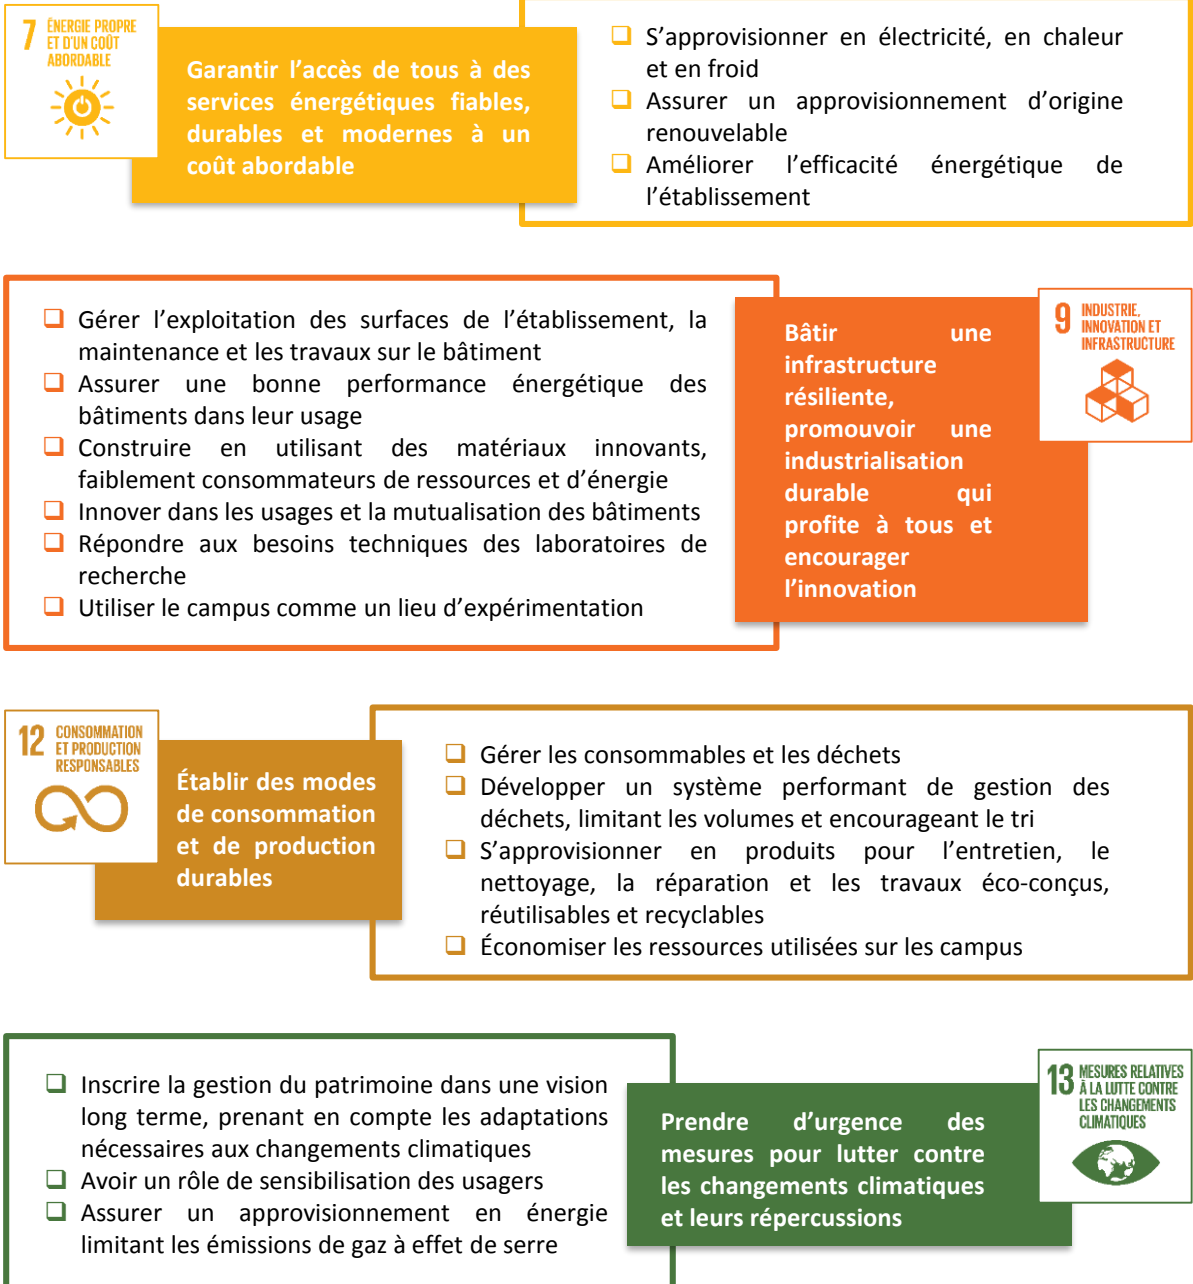 7 ÉNERGIE PROPRE
ET D'UN COÛT
ABORDABLE
Garantir l'accès de tous à des
services énergétiques fiables,
durables et modernes à un
coût abordable
❑ S'approvisionner en électricité, en chaleur
et en froid
❑ Assurer un approvisionnement d'origine
renouvelable
❑ Améliorer l'efficacité énergétique de
l'établissement
❑ Gérer l'exploitation des surfaces de l'établissement, la
maintenance et les travaux sur le bâtiment
❑ Assurer une bonne performance énergétique des
bâtiments dans leur usage
❑ Construire en utilisant des matériaux innovants,
faiblement consommateurs de ressources et d'énergie
❑ Innover dans les usages et la mutualisation des bâtiments
❑ Répondre aux besoins techniques des laboratoires de
recherche
❑ Utiliser le campus comme un lieu d'expérimentation
Bâtir une
infrastructure
résiliente,
promouvoir une
industrialisation
durable qui
profite à tous et
encourager
l'innovation
9 INDUSTRIE,
INNOVATION ET
INFRASTRUCTURE
12 CONSOMMATION
ET PRODUCTION
RESPONSABLES
Établir des modes
de consommation
et de production
durables
❑ Gérer les consommables et les déchets
❑ Développer un système performant de gestion des
déchets, limitant les volumes et encourageant le tri
❑ S'approvisionner en produits pour l'entretien, le
nettoyage, la réparation et les travaux éco-conçus,
réutilisables et recyclables
❑ Économiser les ressources utilisées sur les campus
❑ Inscrire la gestion du patrimoine dans une vision
long terme, prenant en compte les adaptations
nécessaires aux changements climatiques
❑ Avoir un rôle de sensibilisation des usagers
❑ Assurer un approvisionnement en énergie
limitant les émissions de gaz à effet de serre
Prendre d'urgence des
mesures pour lutter contre
les changements climatiques
et leurs répercussions
13 MESURES RELATIVES
À LA LUTTE CONTRE
LES CHANGEMENTS
CLIMATIQUES